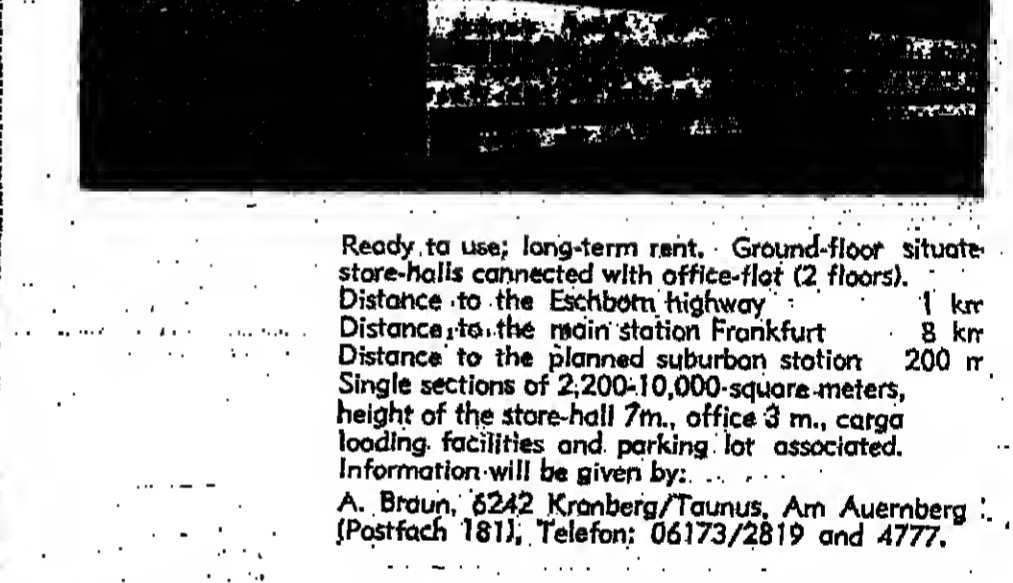 Ready to use; long-term rent. Ground-floor situate
store-halls connected with office-flat (2 floors).
Distance to the Eschborn highway 1 km
Distance to the main station Frankfurt 8 km
Distance to the planned suburban station 200 m
Single sections of 2,200-10,000-square-meters,
height of the store-hall 7m., office 3 m., cargo
loading facilities and parking lot associated.
Information will be given by:
A. Braun, 6242 Kronberg/Taunus, Am Auernberg
(Postfach 181), Telefon: 06173/2819 and 4777.